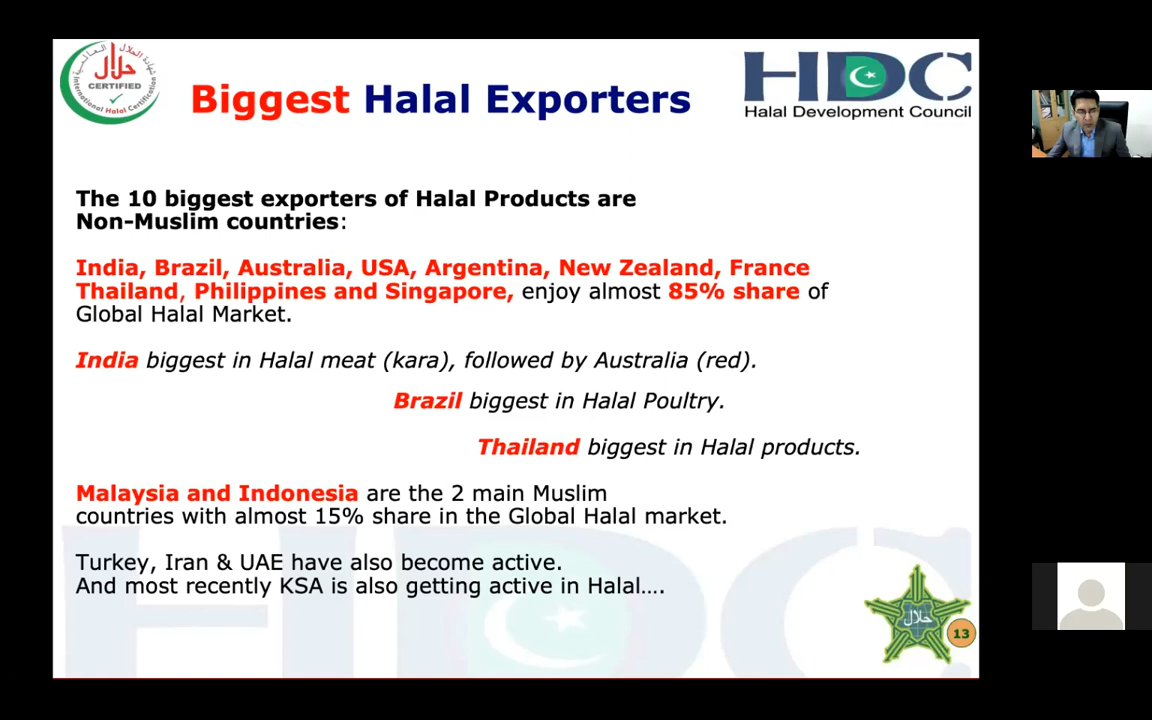 حلال
CERTIFIED
International Halal Certification
Biggest Halal Exporters
HDC
Halal Development Council
The 10 biggest exporters of Halal Products are
Non-Muslim countries:
India, Brazil, Australia, USA, Argentina, New Zealand, France
Thailand, Philippines and Singapore, enjoy almost 85% share of
Global Halal Market.
India biggest in Halal meat (kara), followed by Australia (red).
Brazil biggest in Halal Poultry.
Thailand biggest in Halal products.
Malaysia and Indonesia are the 2 main Muslim
countries with almost 15% share in the Global Halal market.
Turkey, Iran & UAE have also become active.
And most recently KSA is also getting active in Halal....
HDC
حلال
13